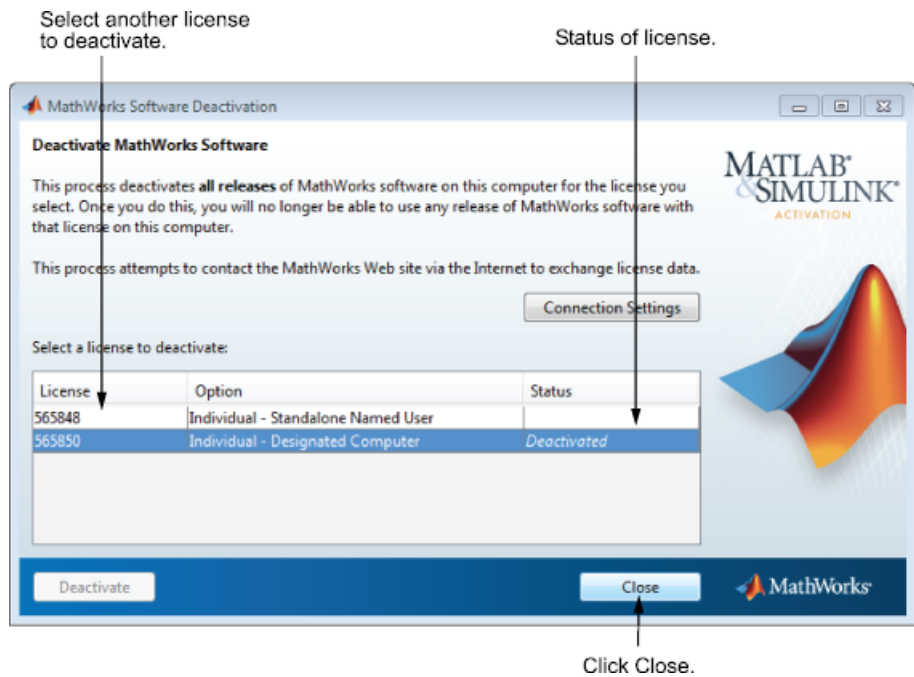 Select another license
to deactivate.
Status of license.
MathWorks Software Deactivation
Deactivate MathWorks Software
This process deactivates all releases of MathWorks software on this computer for the license you
select. Once you do this, you will no longer be able to use any release of MathWorks software with
that license on this computer.
This process attempts to contact the MathWorks Web site via the Internet to exchange license data.
MATLAB®
&SIMULINK®
ACTIVATION
Connection Settings
Select a license to deactivate:
License Option Status
565848 Individual - Standalone Named User
565850 Individual - Designated Computer Deactivated
Deactivate Close MathWorks®
Click Close.